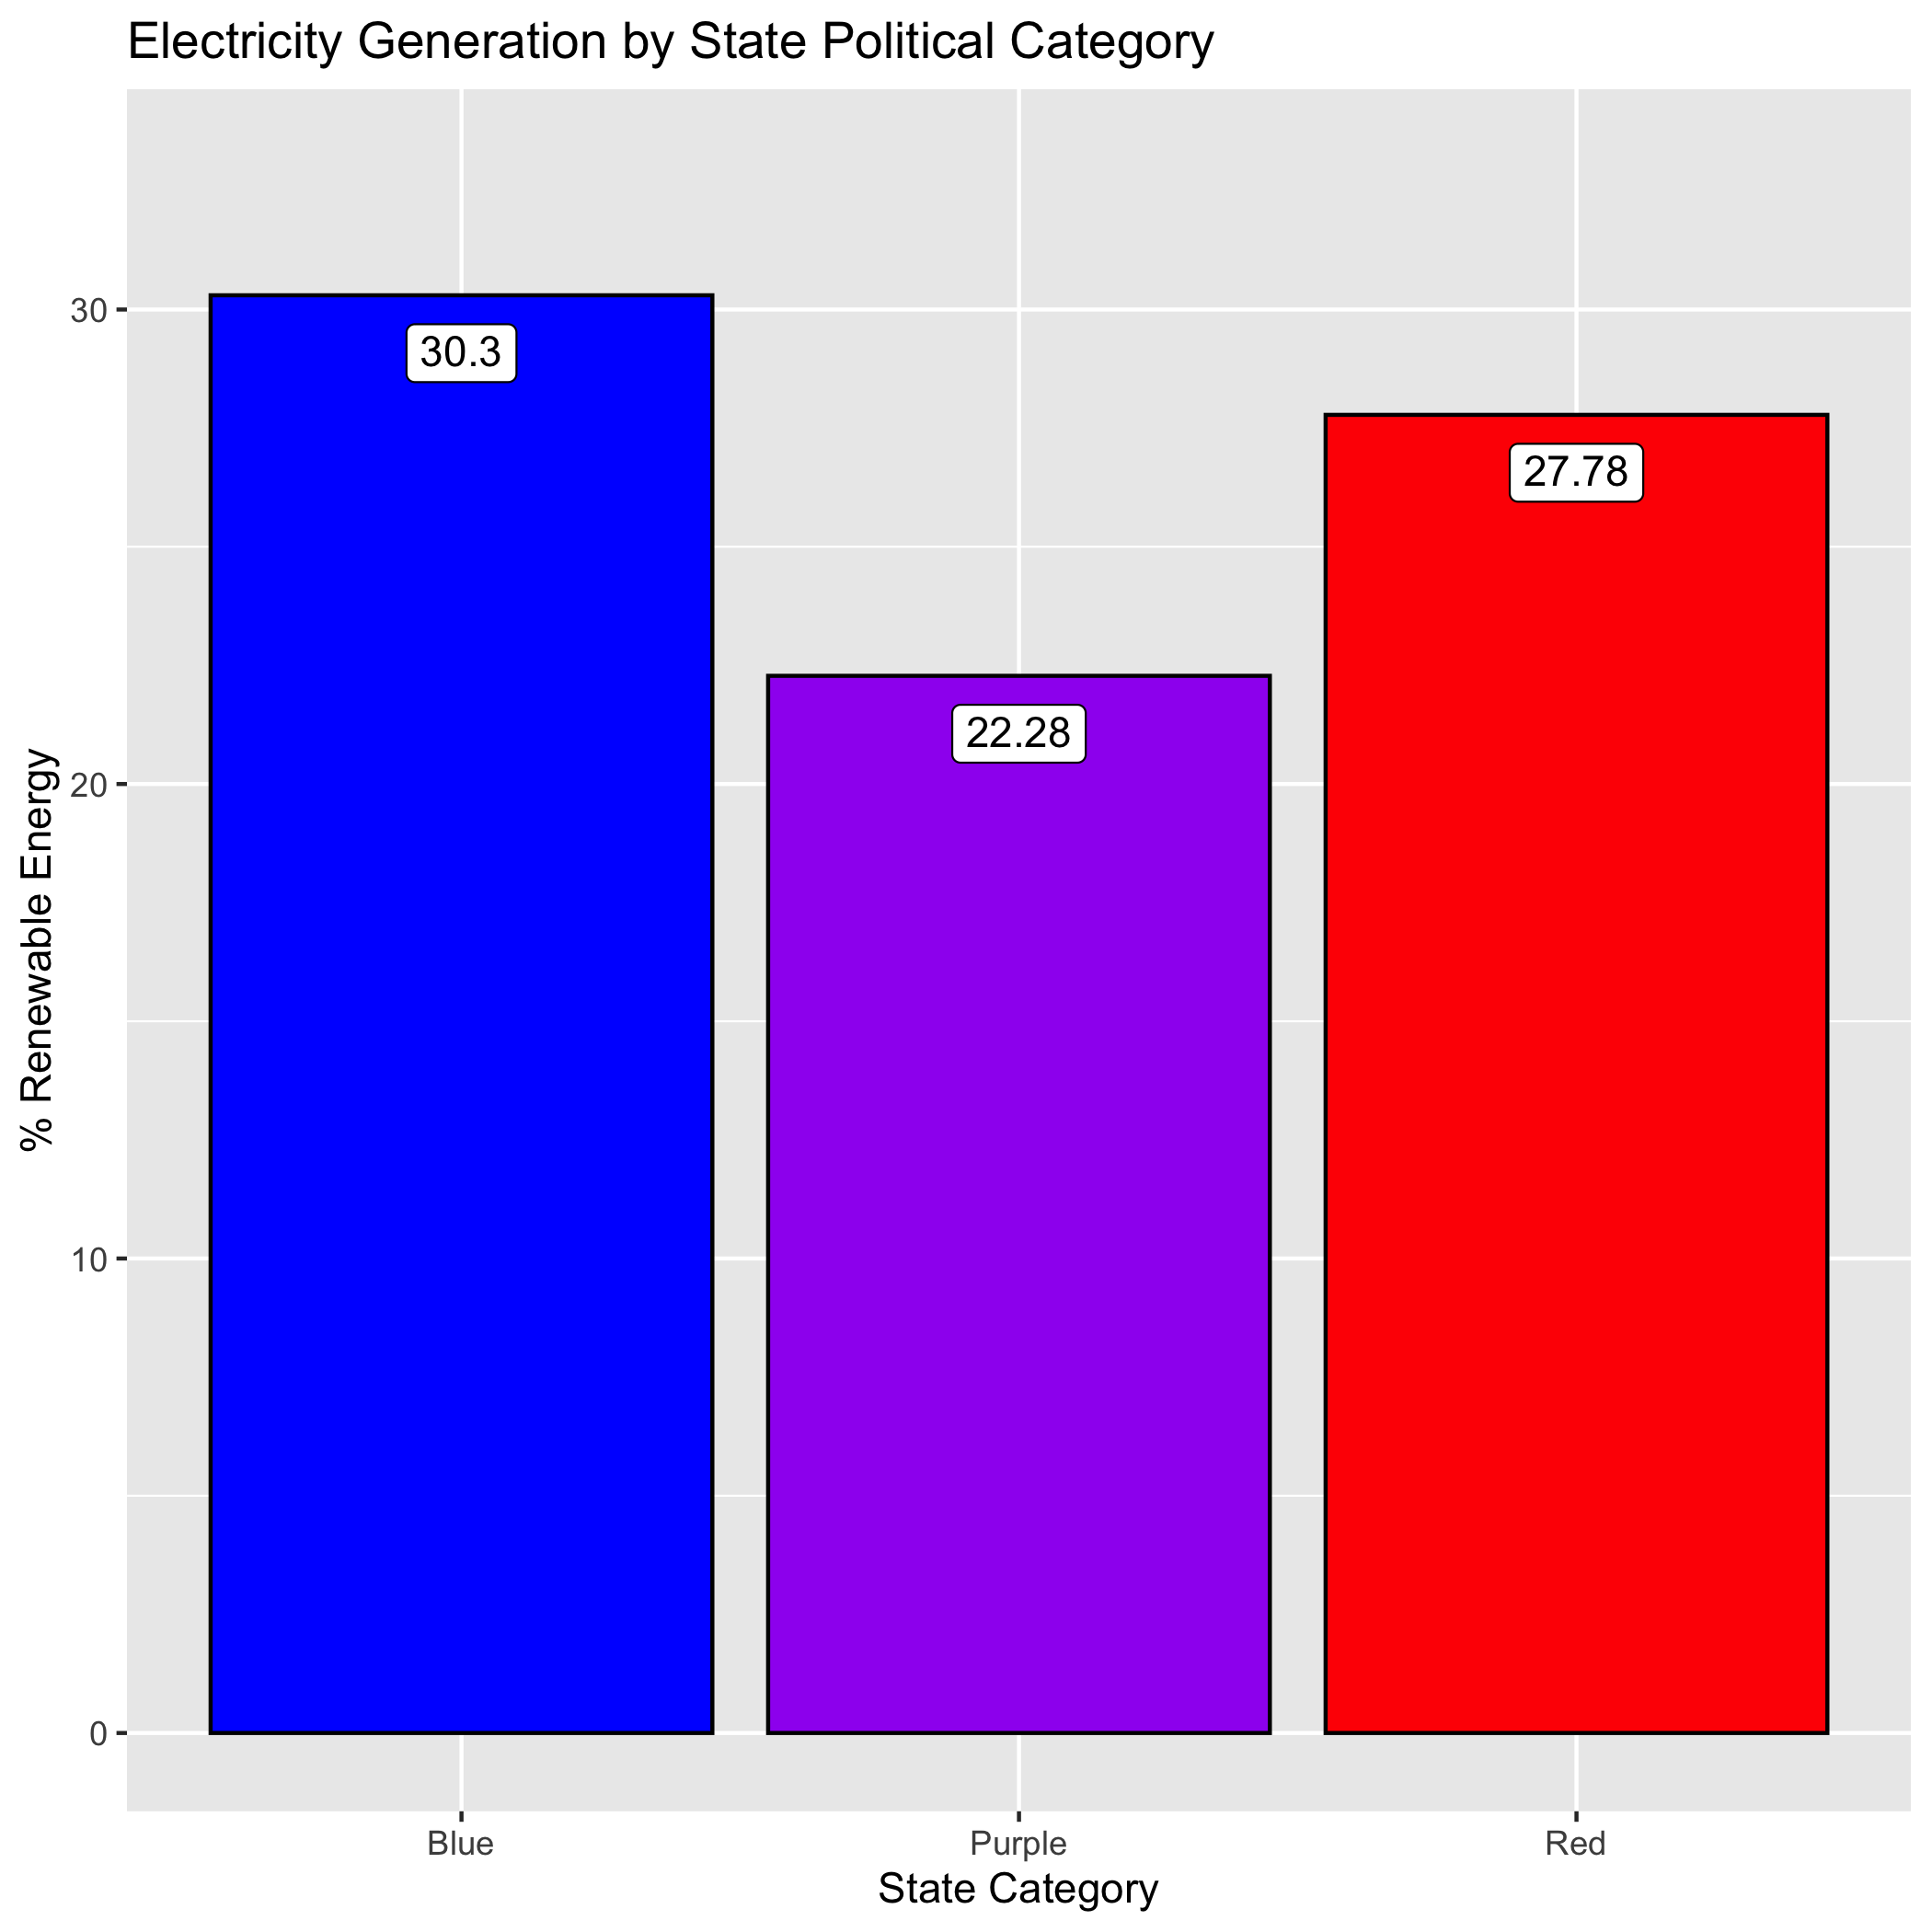 Electricity Generation by State Political Category
% Renewable Energy
30
20
10
0
30.3
22.28
27.78
Blue
Purple
Red
State Category